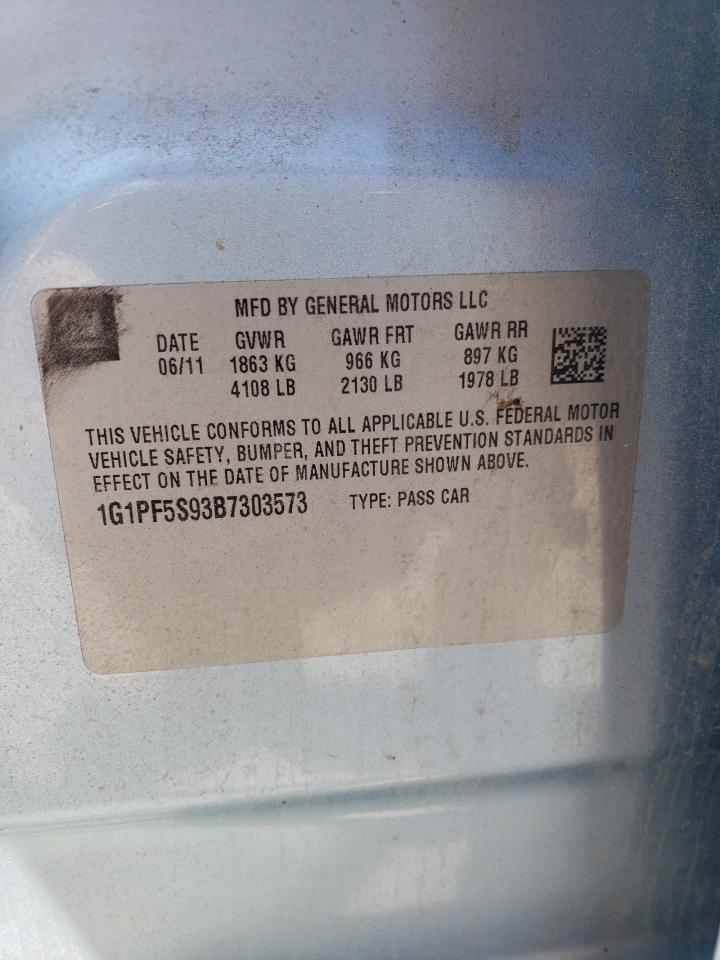 MFD BY GENERAL MOTORS LLC
DATE GVWR GAWR FRT GAWR RR
06/11 1863 KG 966 KG 897 KG
4108 LB 2130 LB 1978 LB
THIS VEHICLE CONFORMS TO ALL APPLICABLE U.S. FEDERAL MOTOR
VEHICLE SAFETY, BUMPER, AND THEFT PREVENTION STANDARDS IN
EFFECT ON THE DATE OF MANUFACTURE SHOWN ABOVE.
1G1PF5S93B7303573 TYPE: PASS CAR